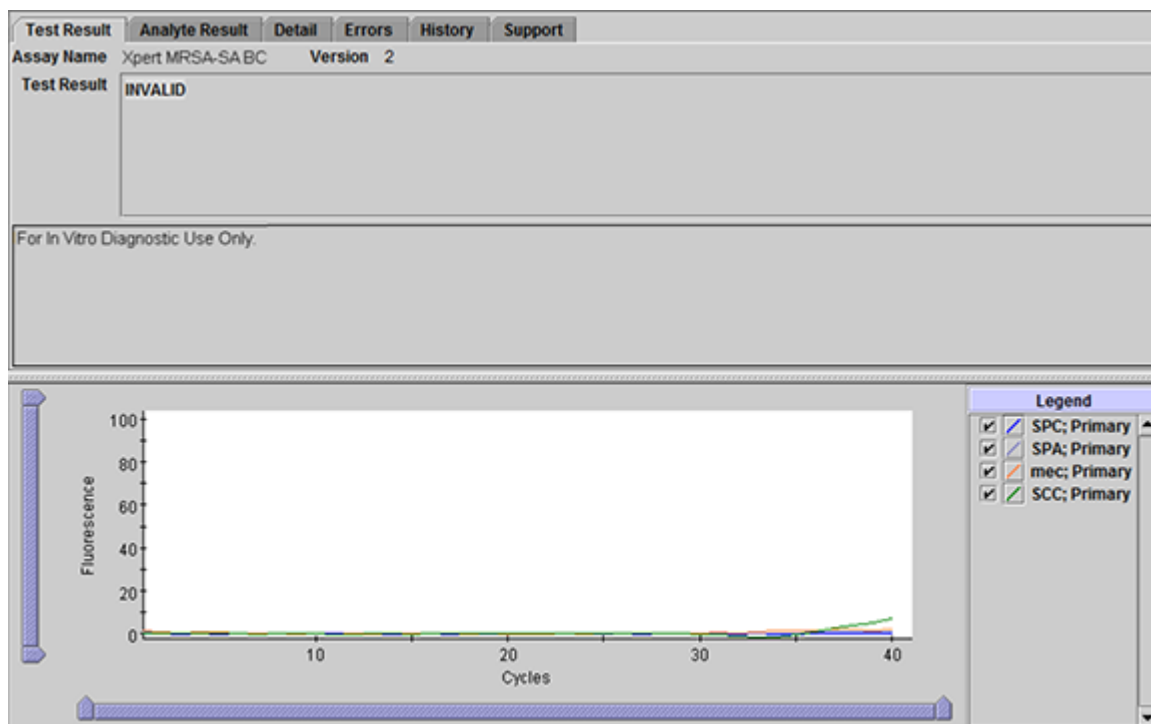 Test Result Analyte Result Detail Errors History Support
Assay Name Xpert MRSA-SA BC Version 2
Test Result INVALID
For In Vitro Diagnostic Use Only.
Legend
SPC; Primary
SPA; Primary
mec; Primary
SCC; Primary
100
80
60
40
20
0
Fluorescence
10 20 30 40
Cycles